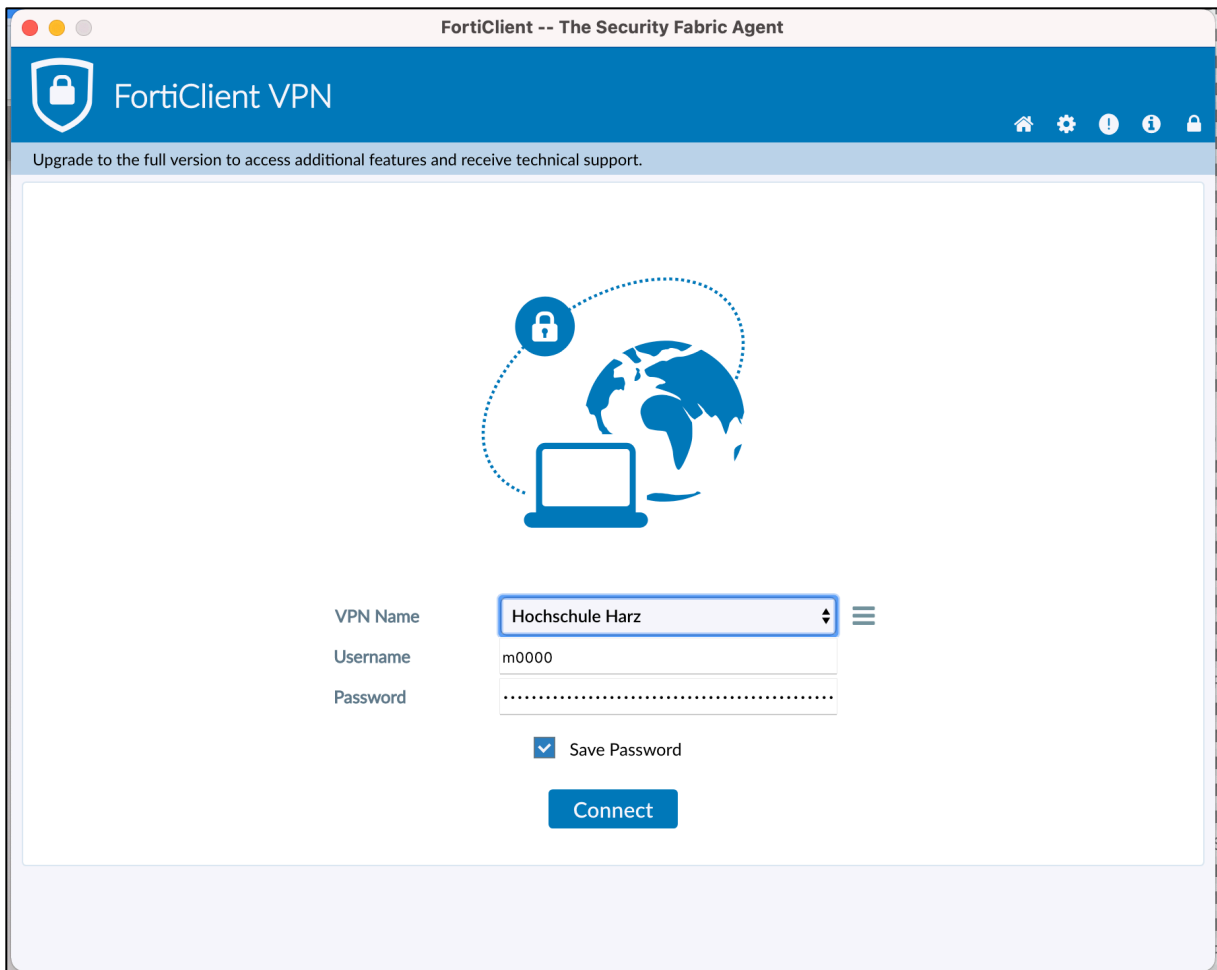 FortiClient -- The Security Fabric Agent
FortiClient VPN
Upgrade to the full version to access additional features and receive technical support.
VPN Name
Hochschule Harz
Username
m0000
Password
Save Password
Connect